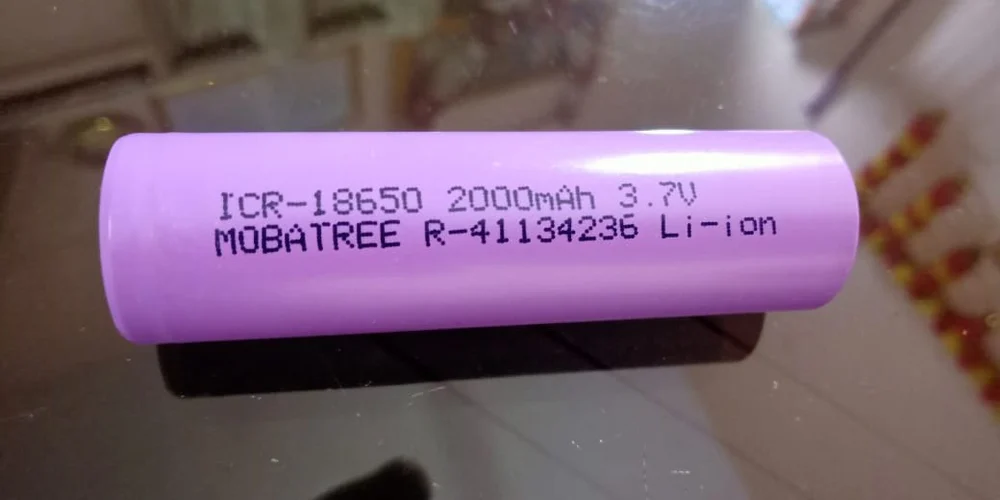 ICR-18650 2000mAh 3.7V
MOBATREE R-41134236 Li-ion